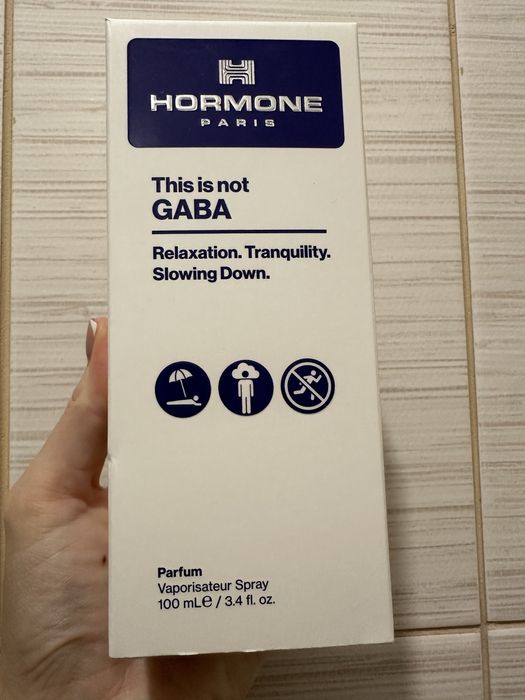 HORMONE
PARIS
This is not
GABA
Relaxation. Tranquility.
Slowing Down.
Parfum
Vaporisateur Spray
100 mL℮ / 3.4 fl. oz.